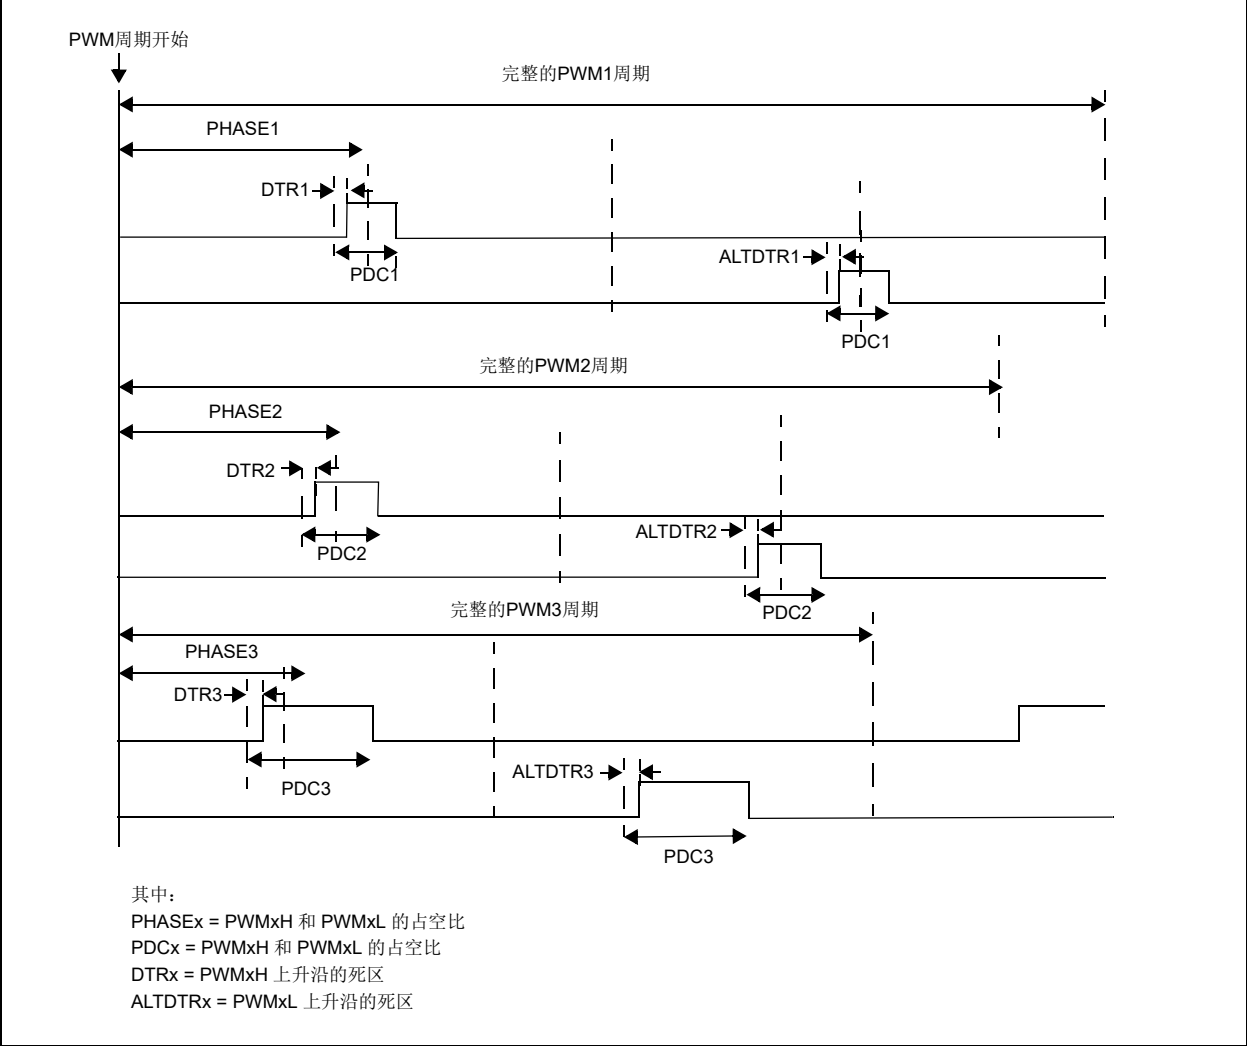 PWM周期开始
完整的PWM1周期
PHASE1
DTR1
PDC1
ALTDTR1
PDC1
完整的PWM2周期
PHASE2
DTR2
PDC2
ALTDTR2
PDC2
完整的PWM3周期
PHASE3
DTR3
PDC3
ALTDTR3
PDC3
其中：
PHASEx = PWMxH 和 PWMxL 的占空比
PDCx = PWMxH 和 PWMxL 的占空比
DTRx = PWMxH 上升沿的死区
ALTDTRx = PWMxL 上升沿的死区